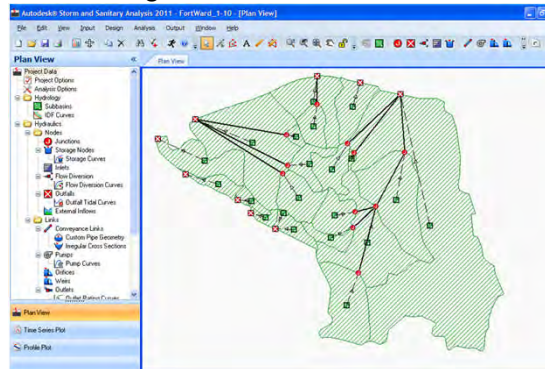 Autodesk® Storm and Sanitary Analysis 2011 - FortWard_1-10 - [Plan View]
File Edit View Input Design Analysis Output Window Help
Plan View
Plan View
Project Data
Project Options
Analysis Options
Hydrology
Subbasins
IDF Curves
Hydraulics
Nodes
Junctions
Storage Nodes
Storage Curves
Inlets
Flow Diversion
Flow Diversion Curves
Outfalls
Outfall Tidal Curves
External Inflows
Links
Conveyance Links
Custom Pipe Geometry
Irregular Cross Sections
Pumps
Pump Curves
Orifices
Weirs
Outlets
Outlet Rating Curves
Plan View
Time Series Plot
Profile Plot